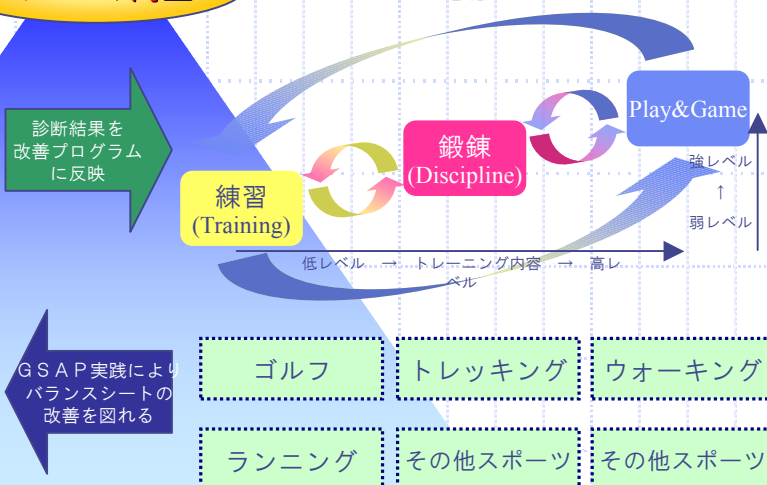 診断結果を
改善プログラム
に反映
Play&Game
鍛錬
(Discipline)
練習
(Training)
強レベル
↑
弱レベル
低レベル → トレーニング内容 → 高レ
ベル
GSAP実践により
バランスシートの
改善を図れる
ゴルフ
トレッキング
ウォーキング
ランニング
その他スポーツ
その他スポーツ